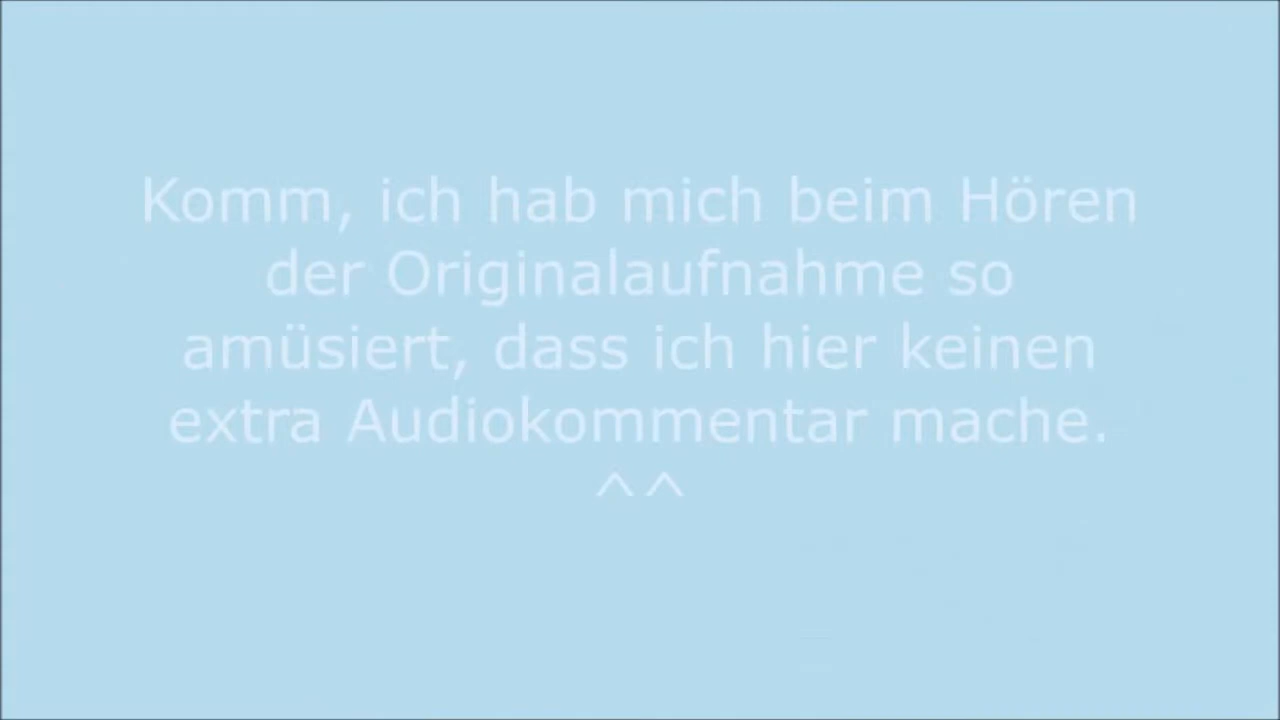 Komm, ich hab mich beim Hören
der Originalaufnahme so
amüsiert, dass ich hier keinen
extra Audiokommentar mache.
^^